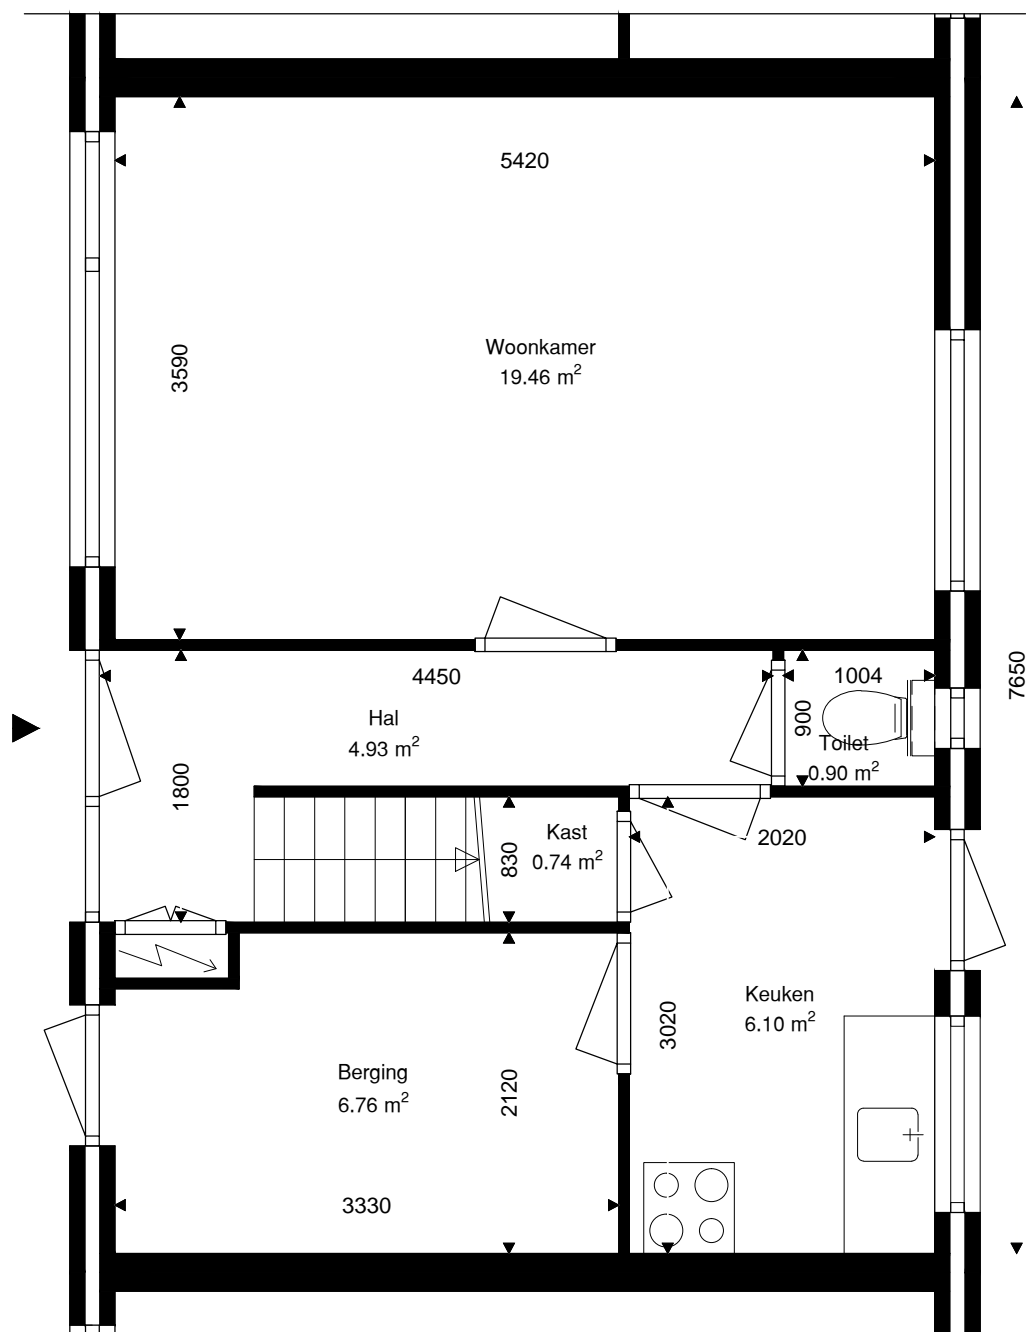 5420
3590
Woonkamer
19.46 m²
7650
4450
1004
900
Hal
4.93 m²
Toilet
0.90 m²
1800
830
Kast
0.74 m²
2020
Keuken
6.10 m²
3020
Berging
6.76 m²
2120
3330